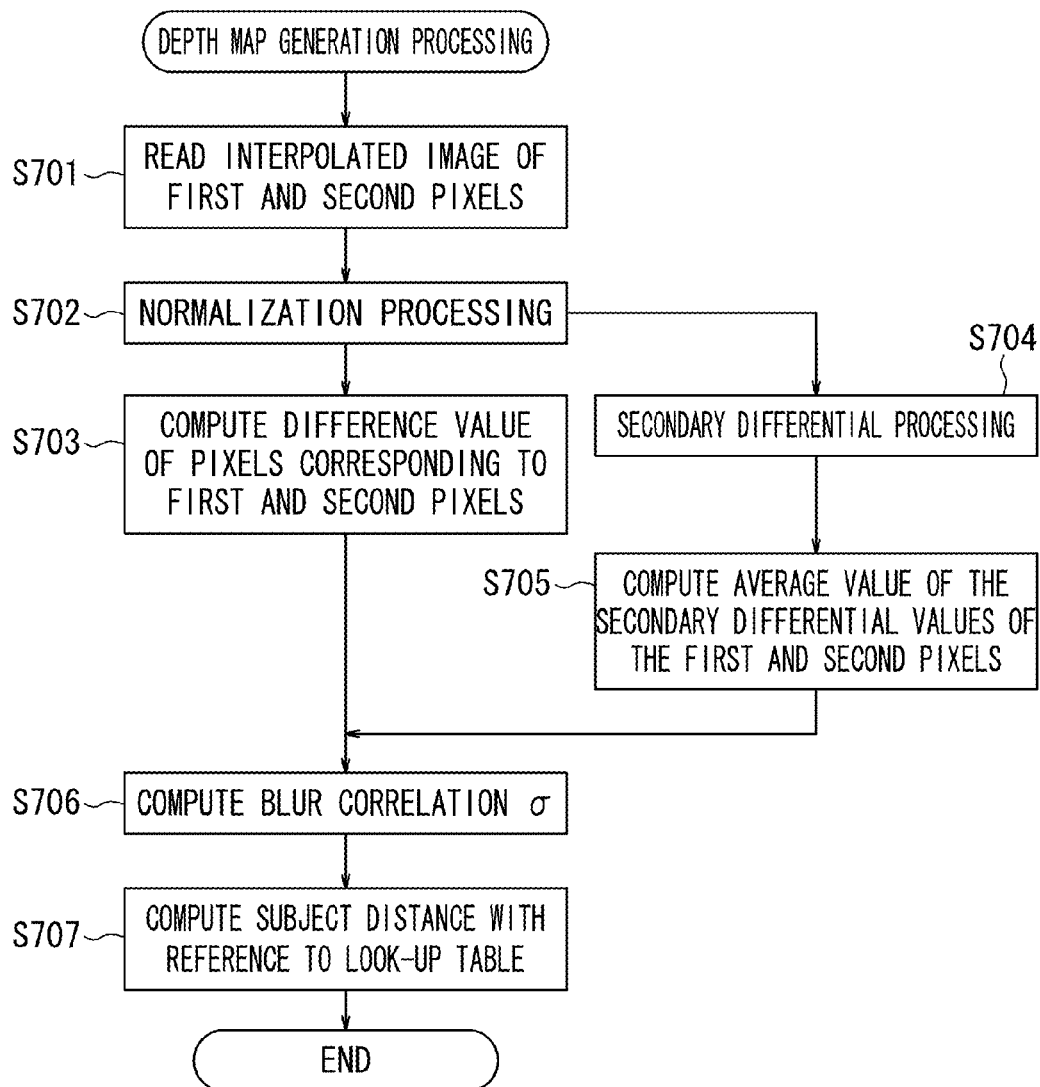 DEPTH MAP GENERATION PROCESSING
S701
READ INTERPOLATED IMAGE OF
FIRST AND SECOND PIXELS
S702
NORMALIZATION PROCESSING
S703
COMPUTE DIFFERENCE VALUE
OF PIXELS CORRESPONDING TO
FIRST AND SECOND PIXELS
S704
SECONDARY DIFFERENTIAL PROCESSING
S705
COMPUTE AVERAGE VALUE OF THE
SECONDARY DIFFERENTIAL VALUES OF
THE FIRST AND SECOND PIXELS
S706
COMPUTE BLUR CORRELATION σ
S707
COMPUTE SUBJECT DISTANCE WITH
REFERENCE TO LOOK-UP TABLE
END